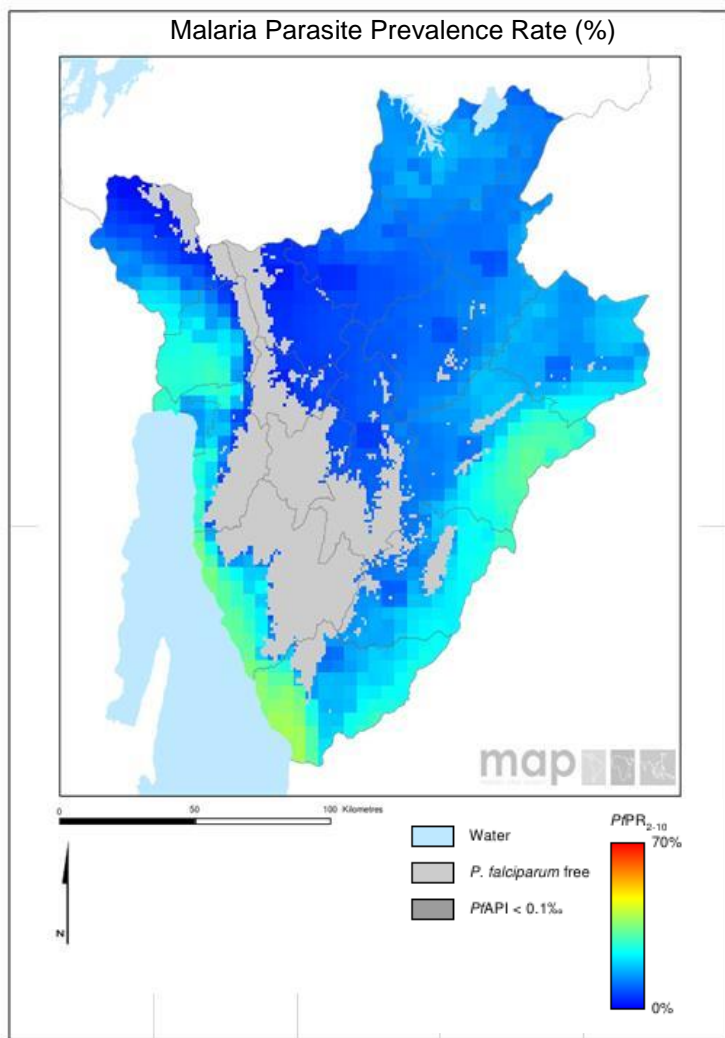 Malaria Parasite Prevalence Rate (%)
map
0 50 100 Kilometres
N
Water
P. falciparum free
PfAPI < 0.1‰
PfPR2-10
70%
0%